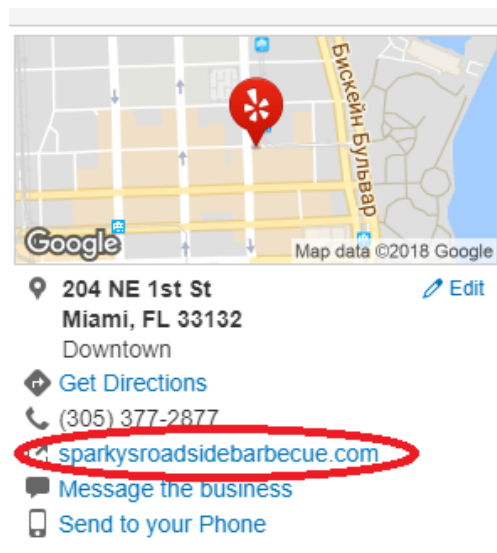 Бискейн Бульвар
Google
Map data ©2018 Google
204 NE 1st St
Edit
Miami, FL 33132
Downtown
Get Directions
(305) 377-2877
sparkysroadsidebarbecue.com
Message the business
Send to your Phone